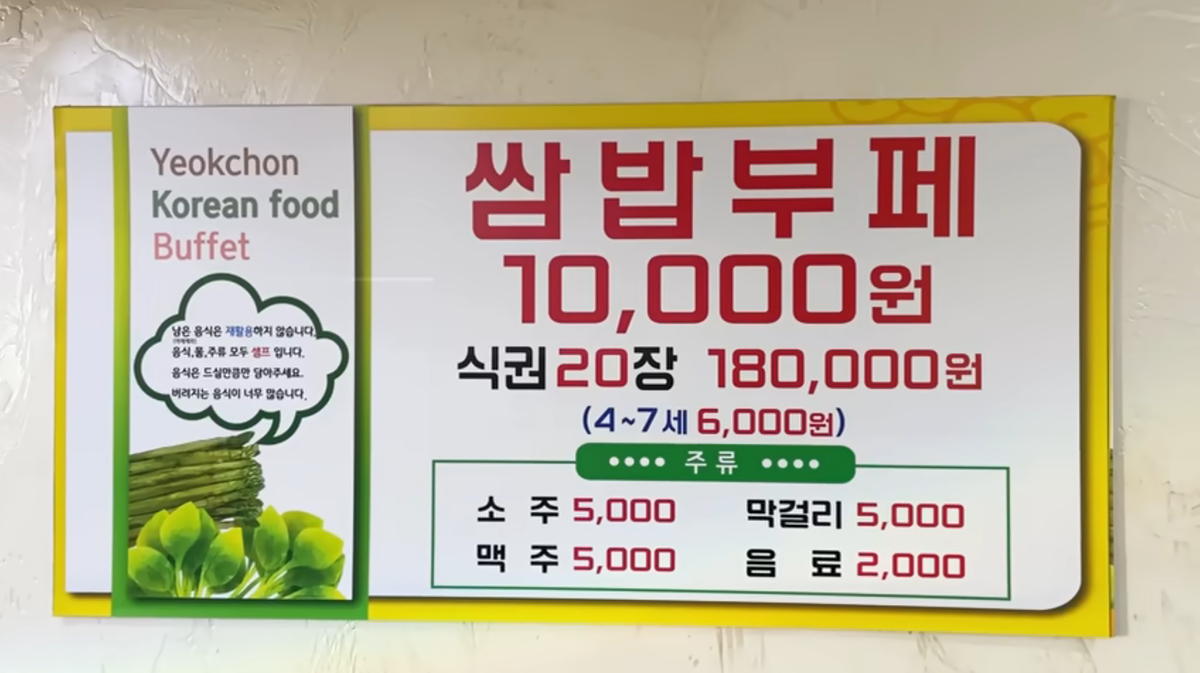 Yeokchon
Korean food
Buffet
남은 음식은 재활용하지 않습니다.
음식,물,주류 모두 셀프 입니다.
음식은 드실만큼만 담아주세요.
버려지는 음식이 너무 많습니다.
쌈밥부페
10,000원
식권20장 180,000원
(4~7세 6,000원)
주류
소 주 5,000 막걸리 5,000
맥 주 5,000 음 료 2,000